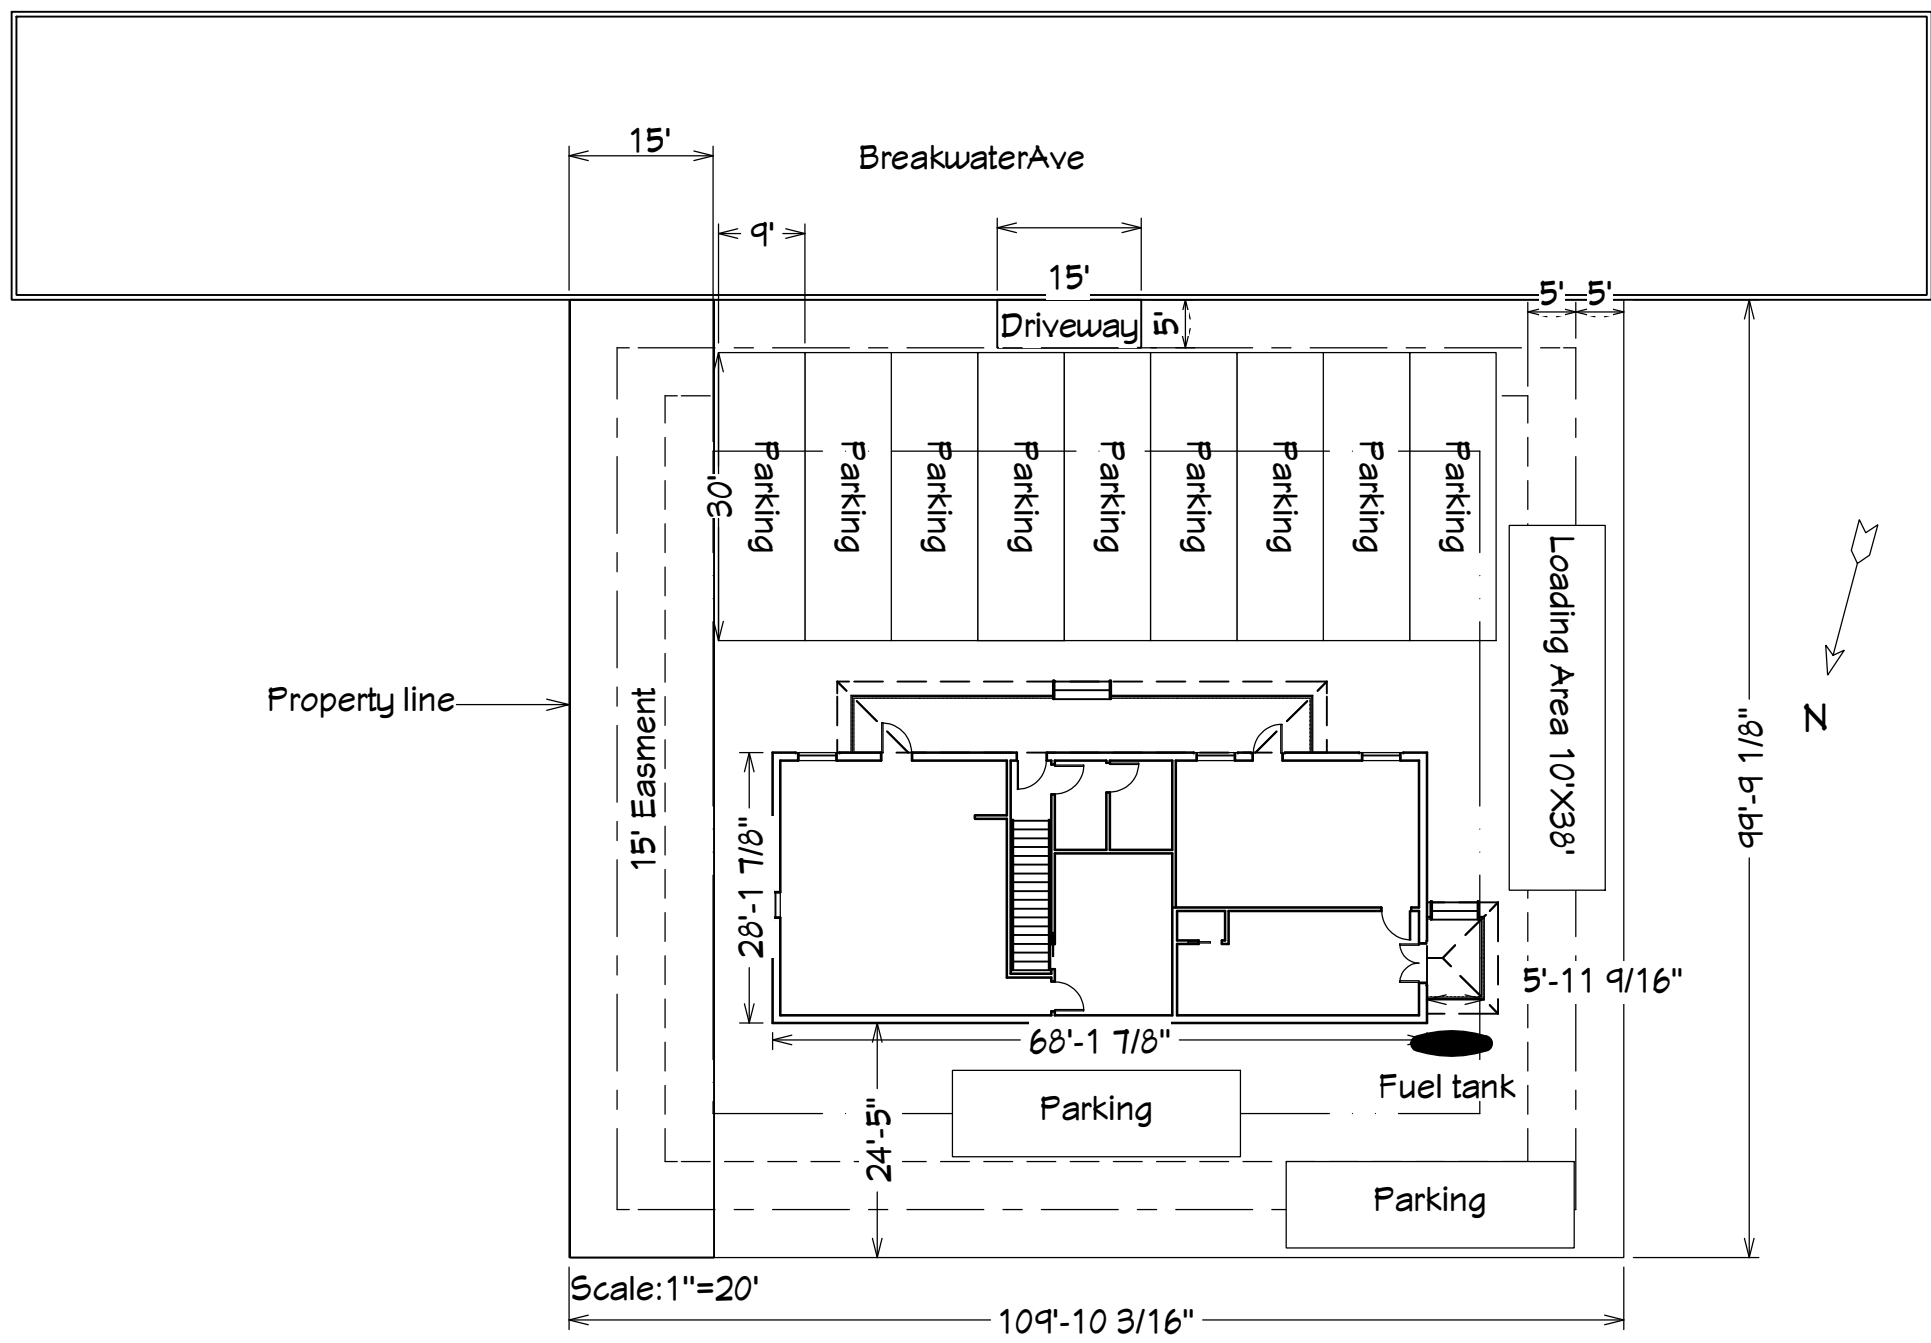 15'
BreakwaterAve
9'
15'
5'
5'
Driveway
5'
Parking
Parking
Parking
Parking
Parking
Parking
Parking
Parking
Parking
30'
Loading Area 10'X38'
Property line
15' Easment
N
99'-9 1/8"
28'-1 7/8"
5'-11 9/16"
68'-1 7/8"
Fuel tank
Parking
24'-5"
Parking
Scale:1"=20'
109'-10 3/16"